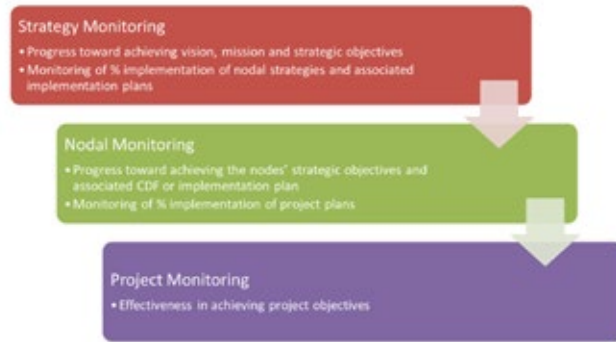 Strategy Monitoring
• Progress toward achieving vision, mission and strategic objectives
• Monitoring of % implementation of nodal strategies and associated
implementation plans
Nodal Monitoring
• Progress toward achieving the nodes' strategic objectives and
associated CDF or implementation plan
• Monitoring of % implementation of project plans
Project Monitoring
• Effectiveness in achieving project objectives